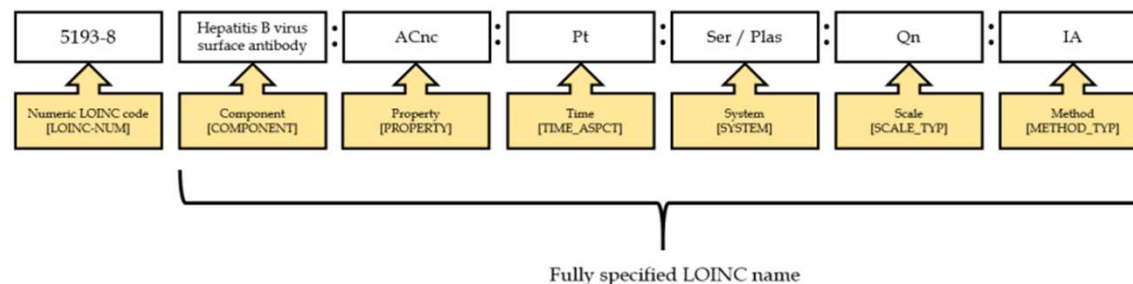 5193-8
Hepatitis B virus
surface antibody
:
ACnc
:
Pt
:
Ser / Plas
:
Qn
:
IA
Numeric LOINC code
[LOINC-NUM]
Component
[COMPONENT]
Property
[PROPERTY]
Time
[TIME_ASPCT]
System
[SYSTEM]
Scale
[SCALE_TYP]
Method
[METHOD_TYP]
Fully specified LOINC name